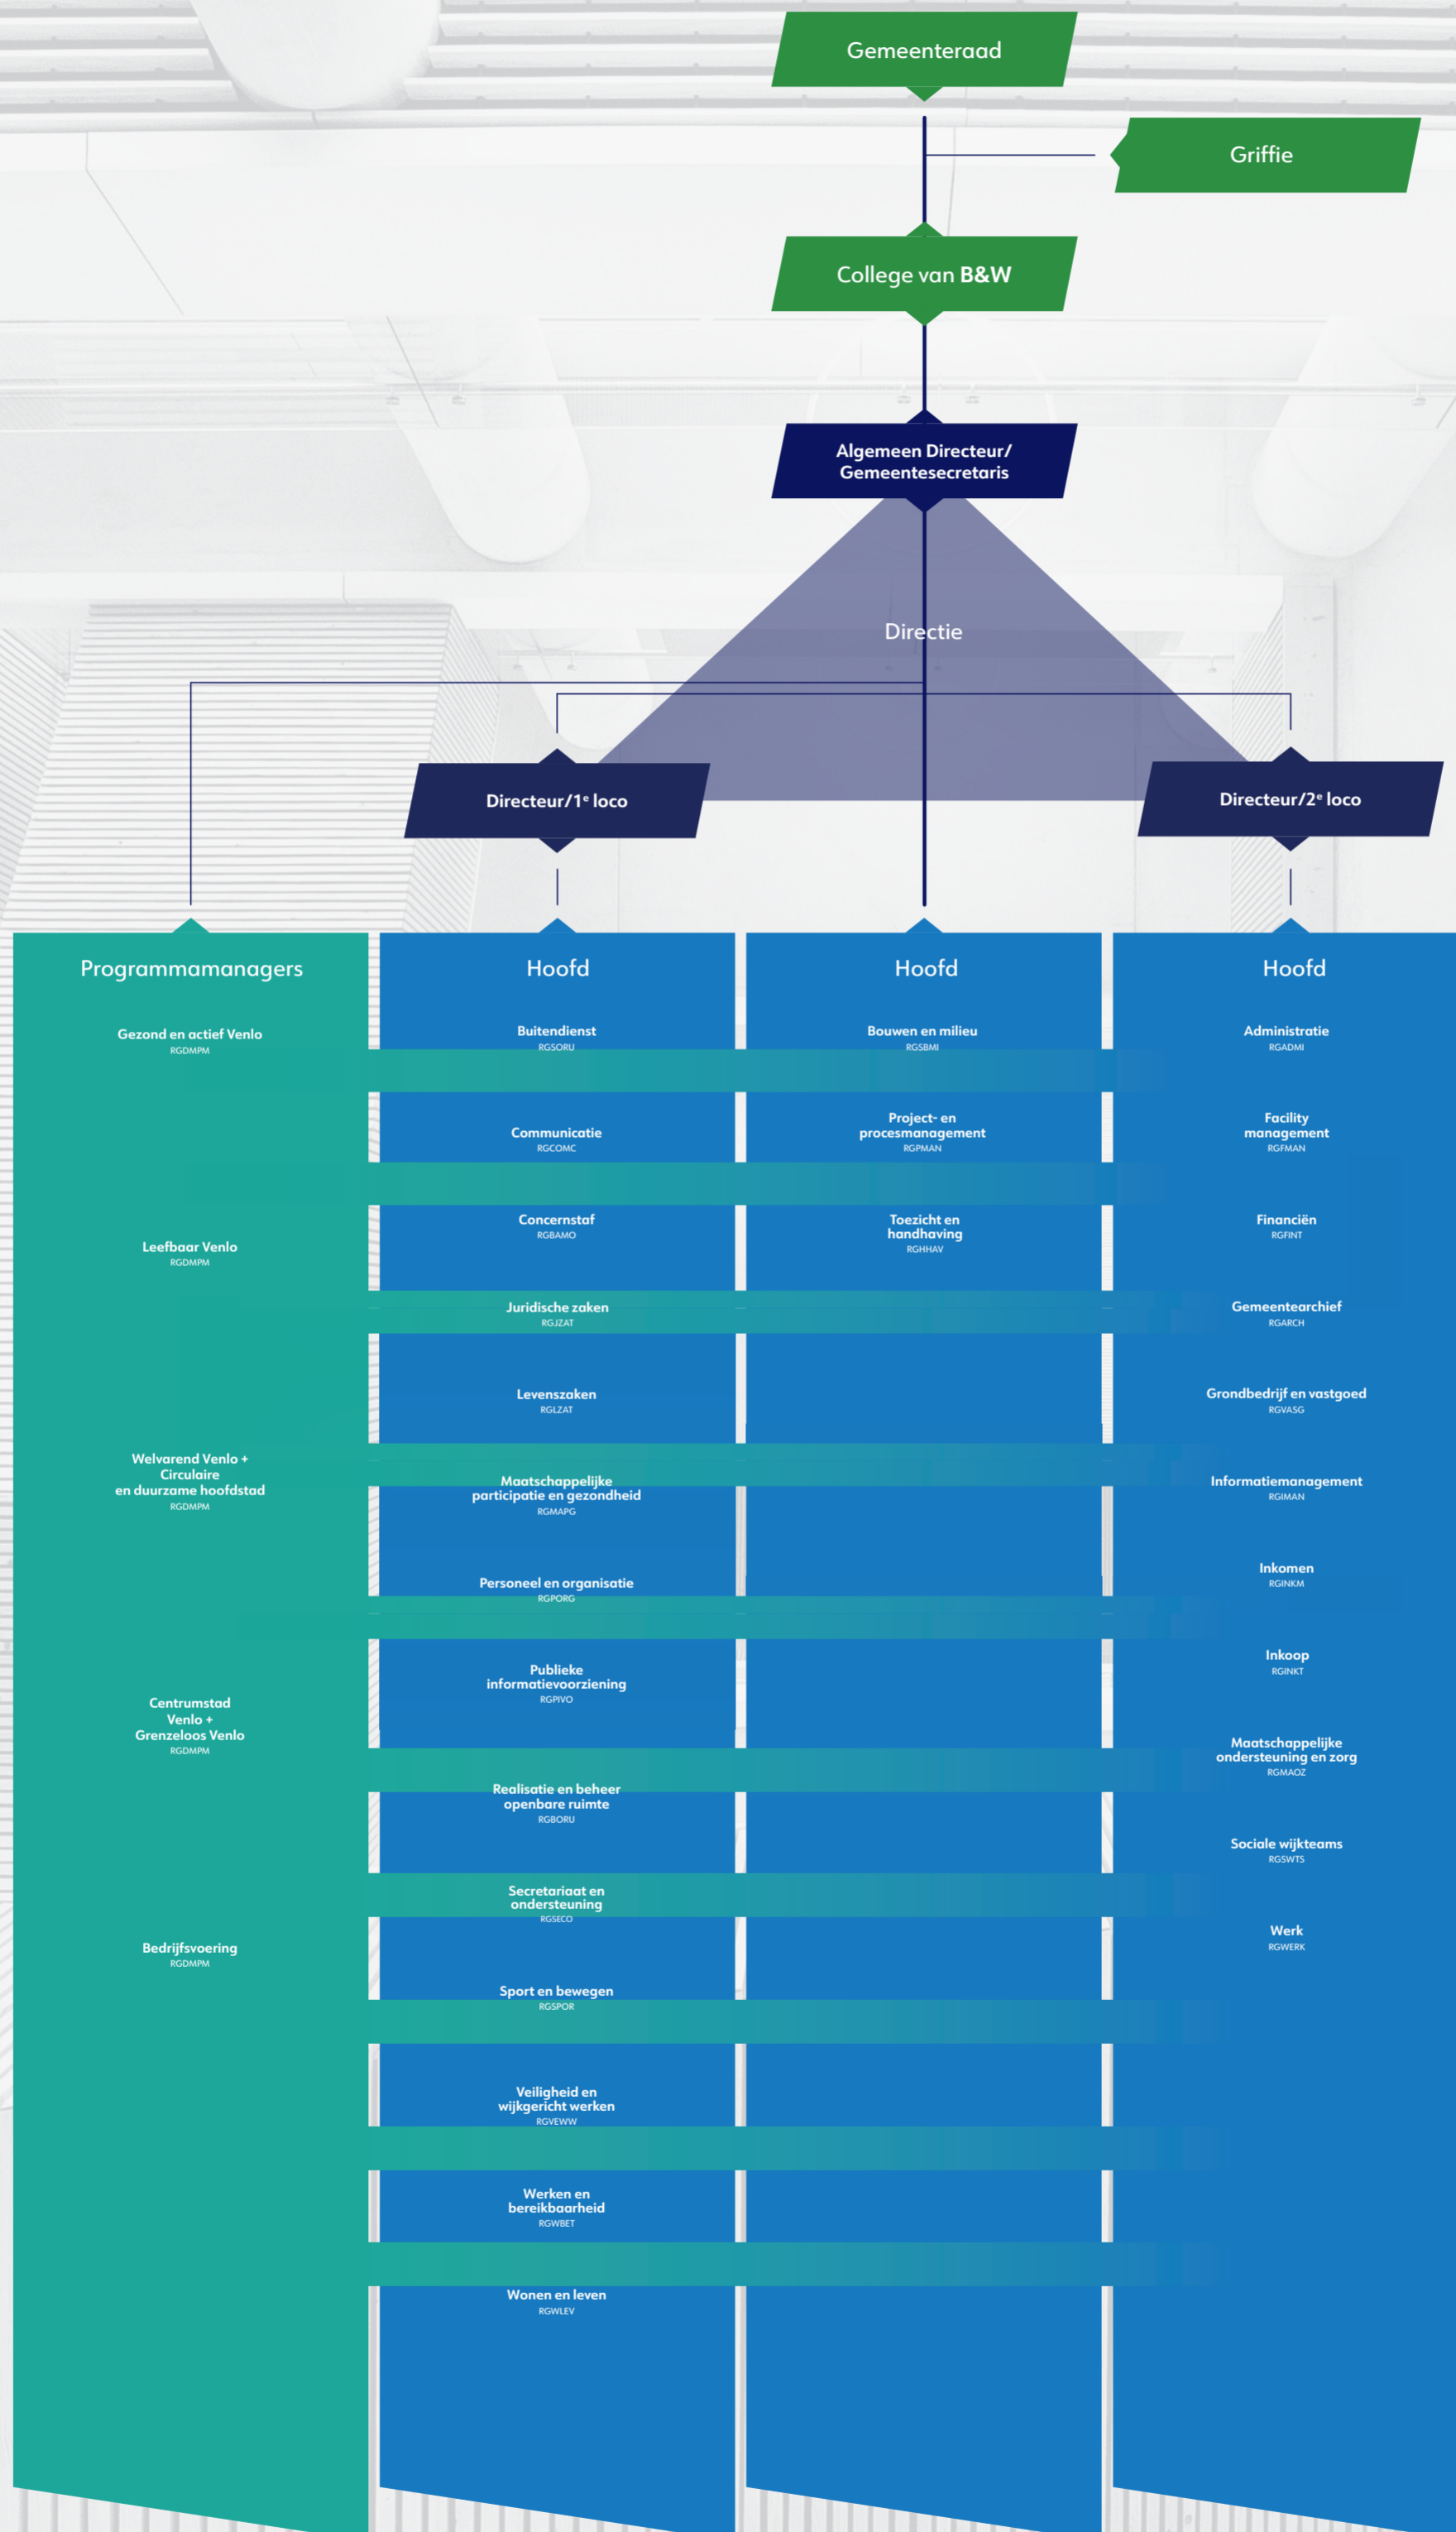 Gemeenteraad
Griffie
College van B&W
Algemeen Directeur/
Gemeentesecretaris
Directie
Directeur/1e loco
Directeur/2e loco
Programmamanagers
Gezond en actief Venlo
RGDMPM
Leefbaar Venlo
RGDMPM
Welvarend Venlo +
Circulaire
en duurzame hoofdstad
RGDMPM
Centrumstad
Venlo +
Grenzeloos Venlo
RGDMPM
Bedrijfsvoering
RGDMPM
Hoofd
Buitendienst
RGSORU
Communicatie
RGCOMC
Concernstaf
RGBAMO
Juridische zaken
RGJZAT
Levenszaken
RGLZAT
Maatschappelijke
participatie en gezondheid
RGMAPG
Personeel en organisatie
RGPORG
Publieke
informatievoorziening
RGPIVO
Realisatie en beheer
openbare ruimte
RGBORU
Secretariaat en
ondersteuning
RGSECO
Sport en bewegen
RGSPOR
Veiligheid en
wijkgericht werken
RGVEWW
Werken en
bereikbaarheid
RGWBET
Wonen en leven
RGWLEV
Hoofd
Bouwen en milieu
RGSBMI
Project- en
procesmanagement
RGPMAN
Toezicht en
handhaving
RGHHAV
Hoofd
Administratie
RGADMI
Facility
management
RGFMAN
Financiën
RGFINT
Gemeentearchief
RGARCH
Grondbedrijf en vastgoed
RGVASG
Informatiemanagement
RGIMAN
Inkomen
RGINKM
Inkoop
RGINKT
Maatschappelijke
ondersteuning en zorg
RGMAOZ
Sociale wijkteams
RGSWTS
Werk
RGWERK